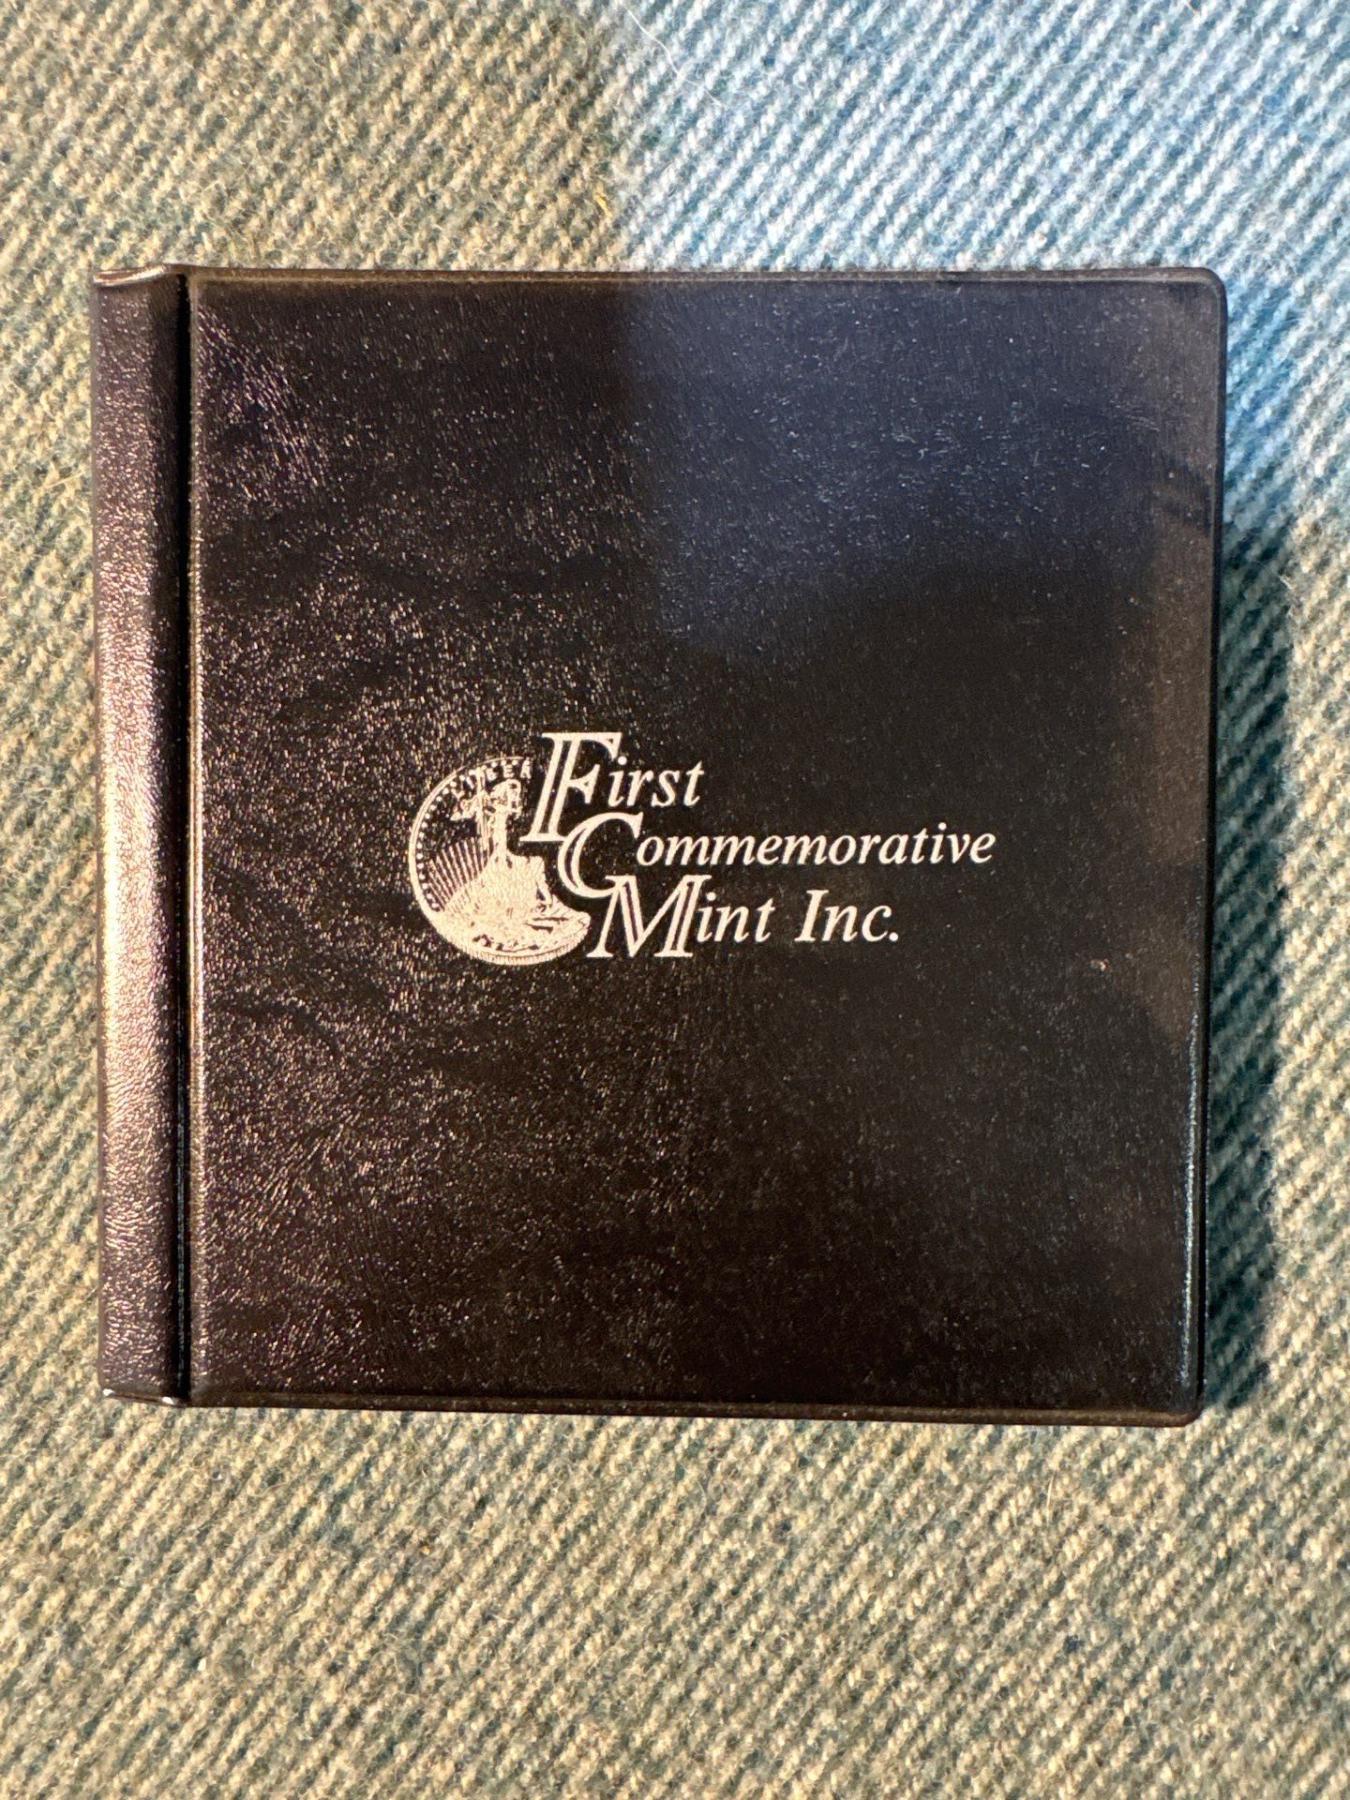 First
Commemorative
Mint Inc.